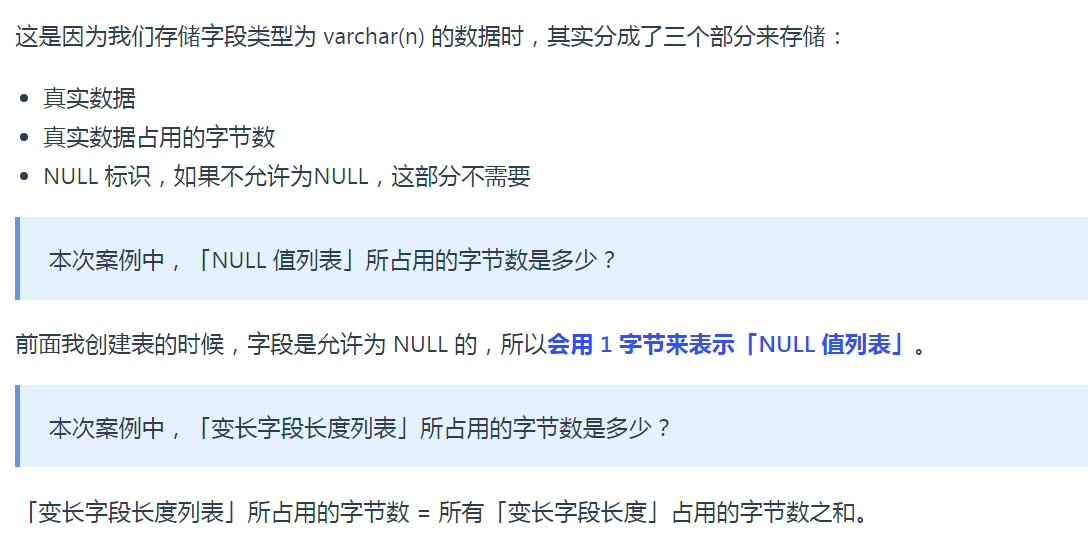 这是因为我们存储字段类型为 varchar(n) 的数据时，其实分成了三个部分来存储：
真实数据
真实数据占用的字节数
NULL 标识，如果不允许为NULL，这部分不需要
本次案例中，「NULL 值列表」所占用的字节数是多少？
前面我创建表的时候，字段是允许为 NULL 的，所以会用 1 字节来表示「NULL 值列表」。
本次案例中，「变长字段长度列表」所占用的字节数是多少？
「变长字段长度列表」所占用的字节数 = 所有「变长字段长度」占用的字节数之和。